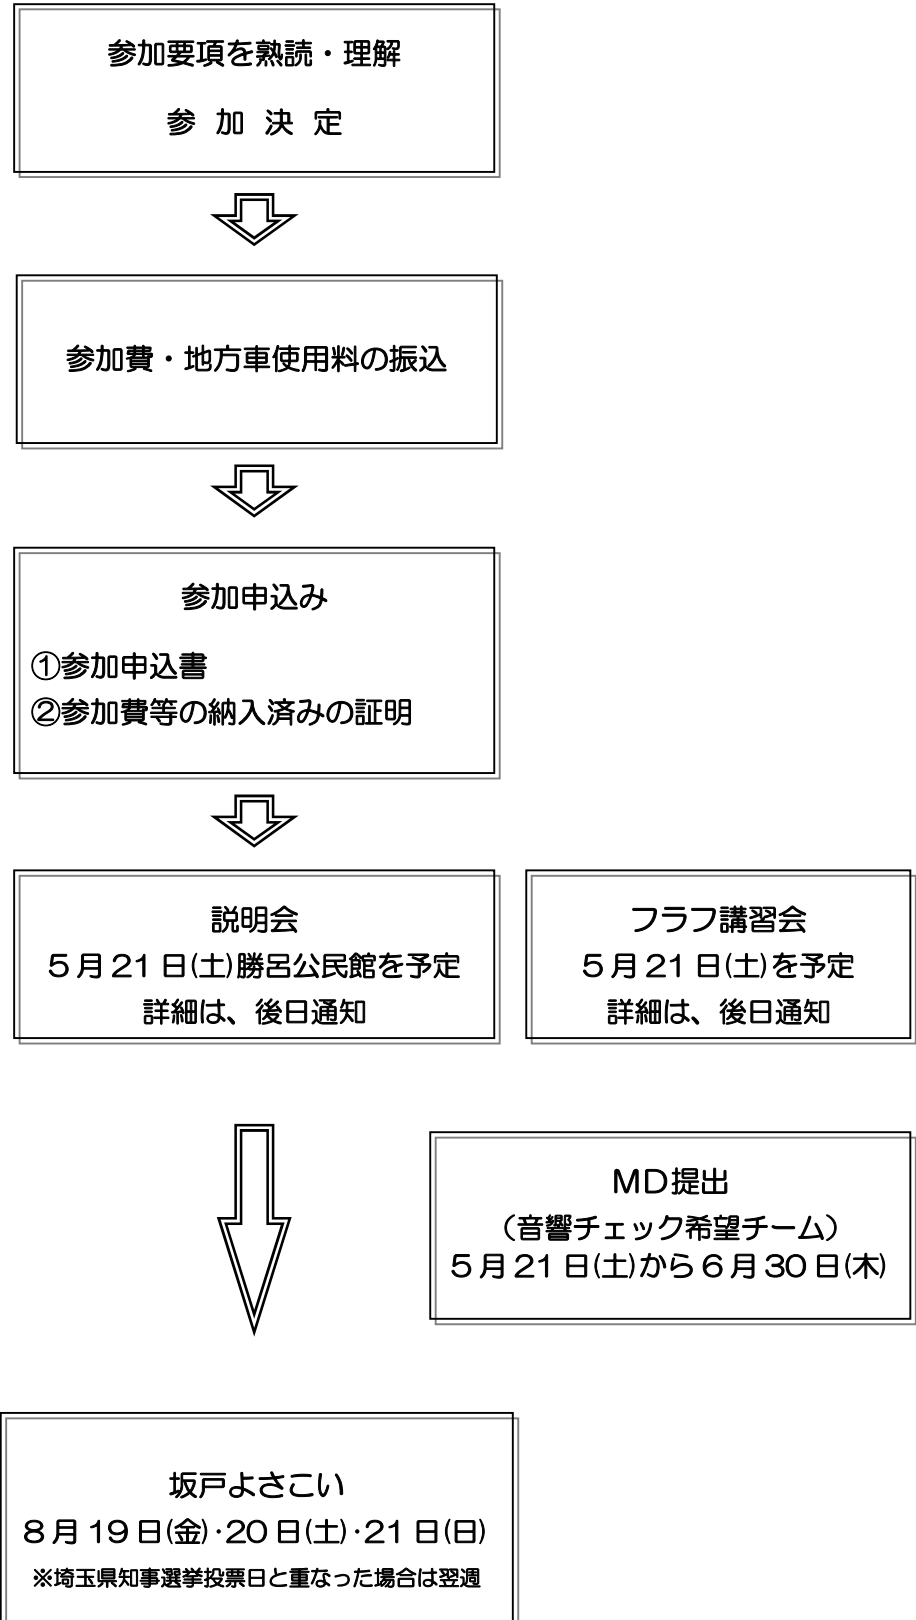 参加要項を熟読・理解
参 加 決 定
参加費・地方車使用料の振込
参加申込み
①参加申込書
②参加費等の納入済みの証明
説明会
５月21日(土)勝呂公民館を予定
詳細は、後日通知
フラフ講習会
５月21日(土)を予定
詳細は、後日通知
ＭＤ提出
（音響チェック希望チーム）
５月21日(土)から６月30日(木)
坂戸よさこい
８月19日(金)･20日(土)･21日(日)
※埼玉県知事選挙投票日と重なった場合は翌週